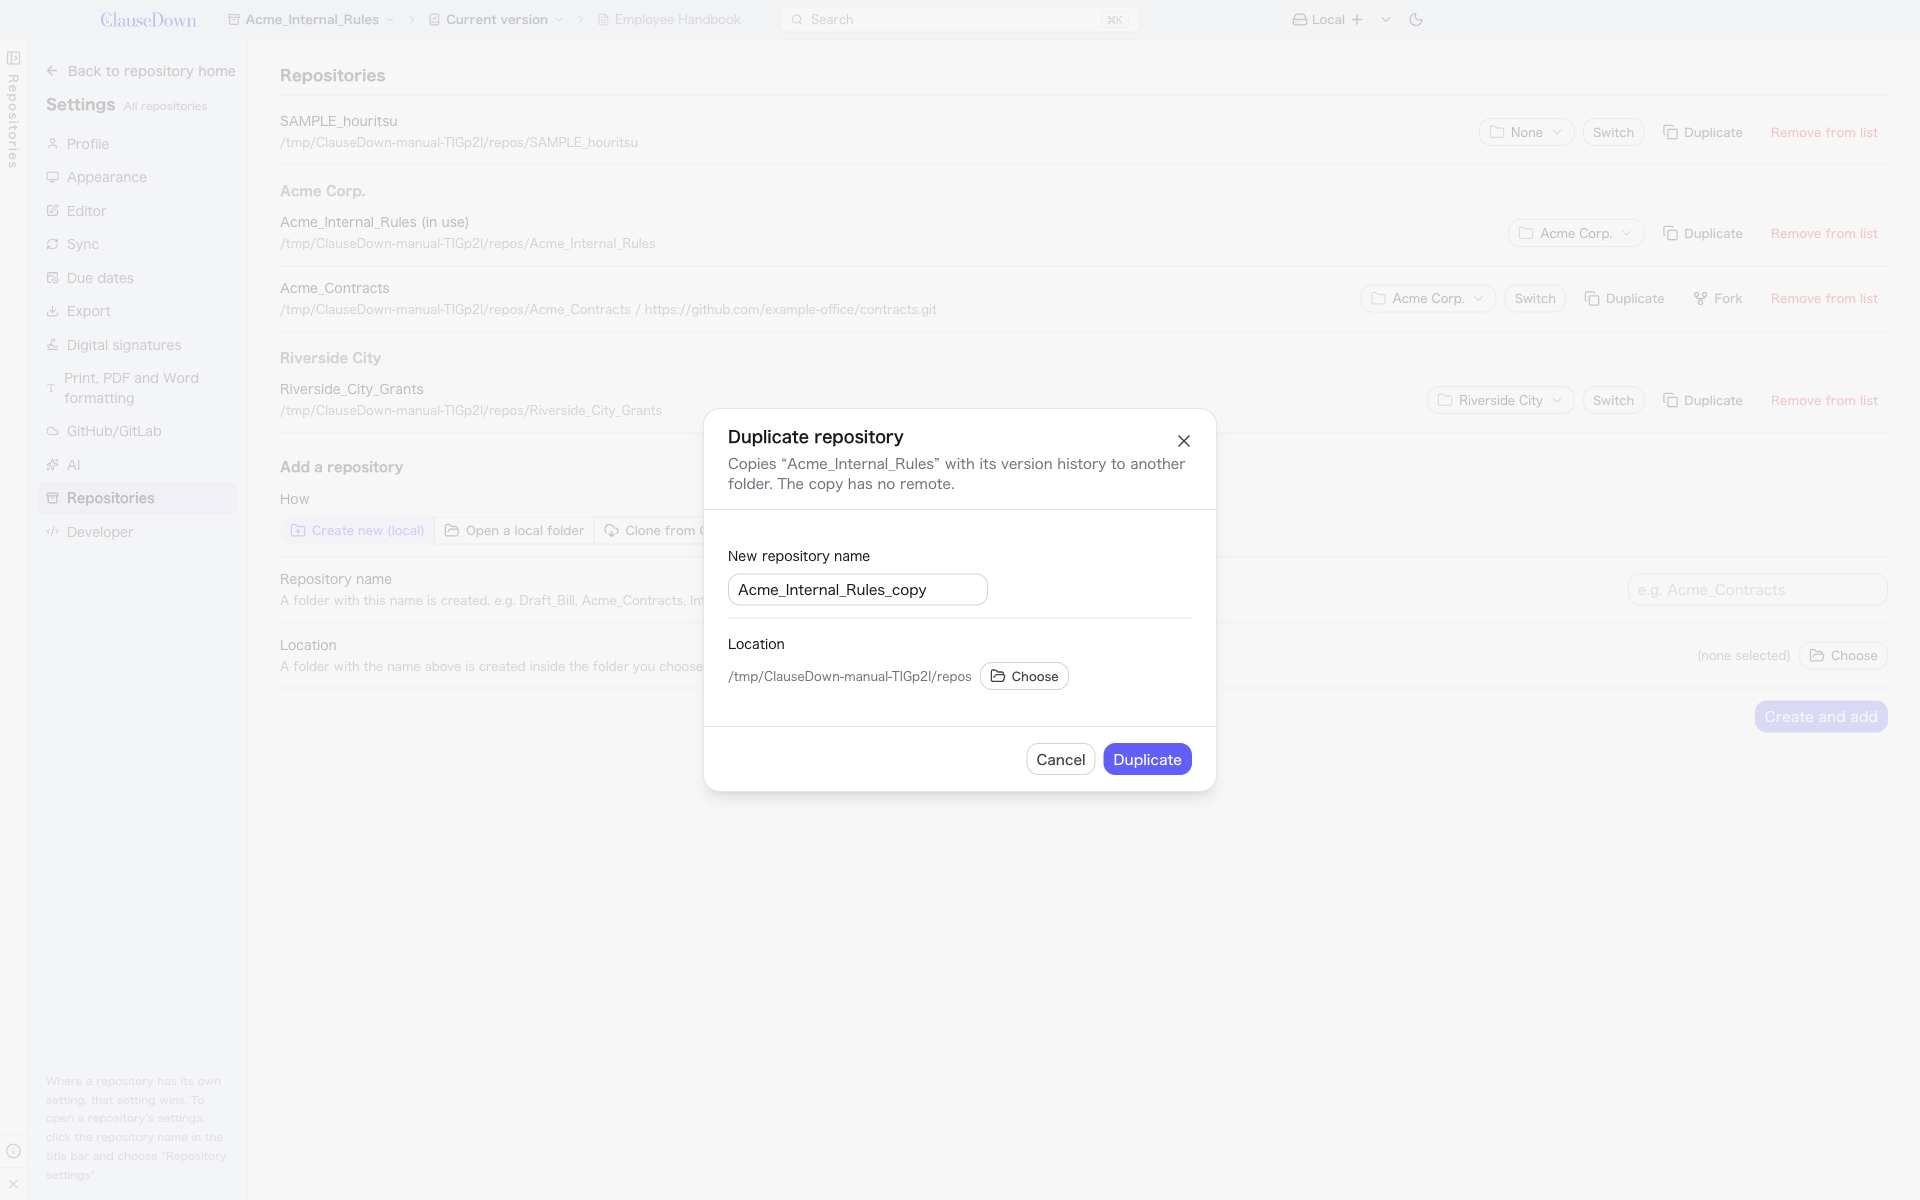 ClauseDown
Acme_Internal_Rules
Current version
Employee Handbook
Search
⌘K
Local
Repositories
Back to repository home
Settings All repositories
Profile
Appearance
Editor
Sync
Due dates
Export
Digital signatures
Print, PDF and Word
formatting
GitHub/GitLab
AI
Repositories
Developer
Where a repository has its own
setting, that setting wins. To
open a repository's settings,
click the repository name in the
title bar and choose "Repository
settings".
Repositories
SAMPLE_houritsu
/tmp/ClauseDown-manual-TIGp2I/repos/SAMPLE_houritsu
None Switch Duplicate Remove from list
Acme Corp.
Acme_Internal_Rules (in use)
/tmp/ClauseDown-manual-TIGp2I/repos/Acme_Internal_Rules
Acme Corp. Duplicate Remove from list
Acme_Contracts
/tmp/ClauseDown-manual-TIGp2I/repos/Acme_Contracts / https://github.com/example-office/contracts.git
Acme Corp. Switch Duplicate Fork Remove from list
Riverside City
Riverside_City_Grants
/tmp/ClauseDown-manual-TIGp2I/repos/Riverside_City_Grants
Riverside City Switch Duplicate Remove from list
Add a repository
How
Create new (local) Open a local folder Clone from
Repository name
A folder with this name is created. e.g. Draft_Bill, Acme_Contracts,
e.g. Acme_Contracts
Location
A folder with the name above is created inside the folder you choose
(none selected) Choose
Create and add
Duplicate repository
Copies “Acme_Internal_Rules” with its version history to another
folder. The copy has no remote.
New repository name
Acme_Internal_Rules_copy
Location
/tmp/ClauseDown-manual-TIGp2I/repos Choose
Cancel Duplicate